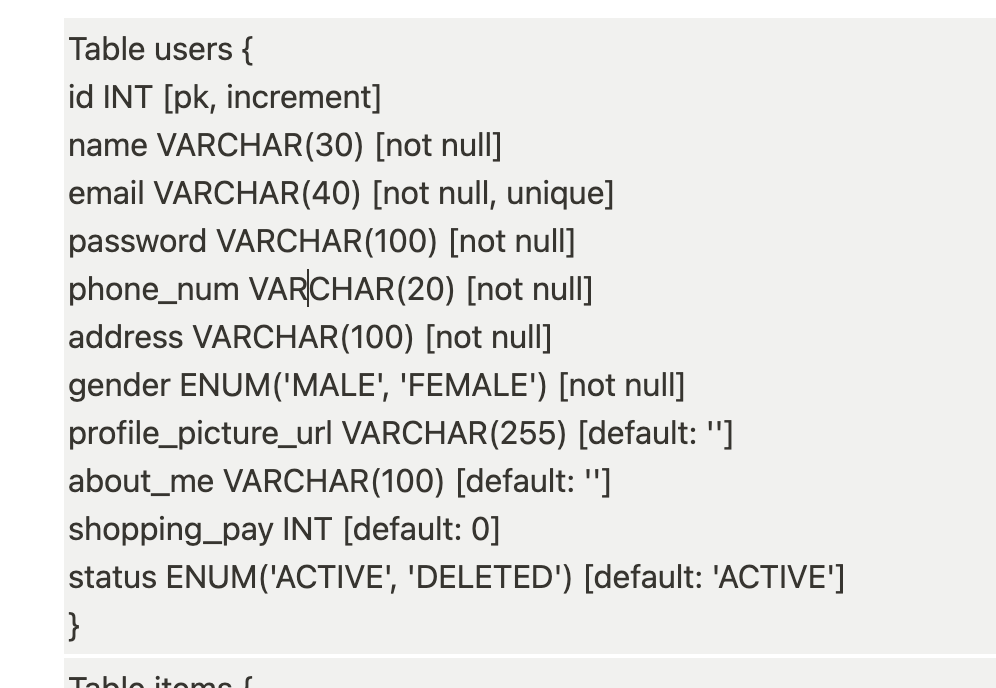 Table users {
id INT [pk, increment]
name VARCHAR(30) [not null]
email VARCHAR(40) [not null, unique]
password VARCHAR(100) [not null]
phone_num VARCHAR(20) [not null]
address VARCHAR(100) [not null]
gender ENUM('MALE', 'FEMALE') [not null]
profile_picture_url VARCHAR(255) [default: '']
about_me VARCHAR(100) [default: '']
shopping_pay INT [default: 0]
status ENUM('ACTIVE', 'DELETED') [default: 'ACTIVE']
}
Table items {